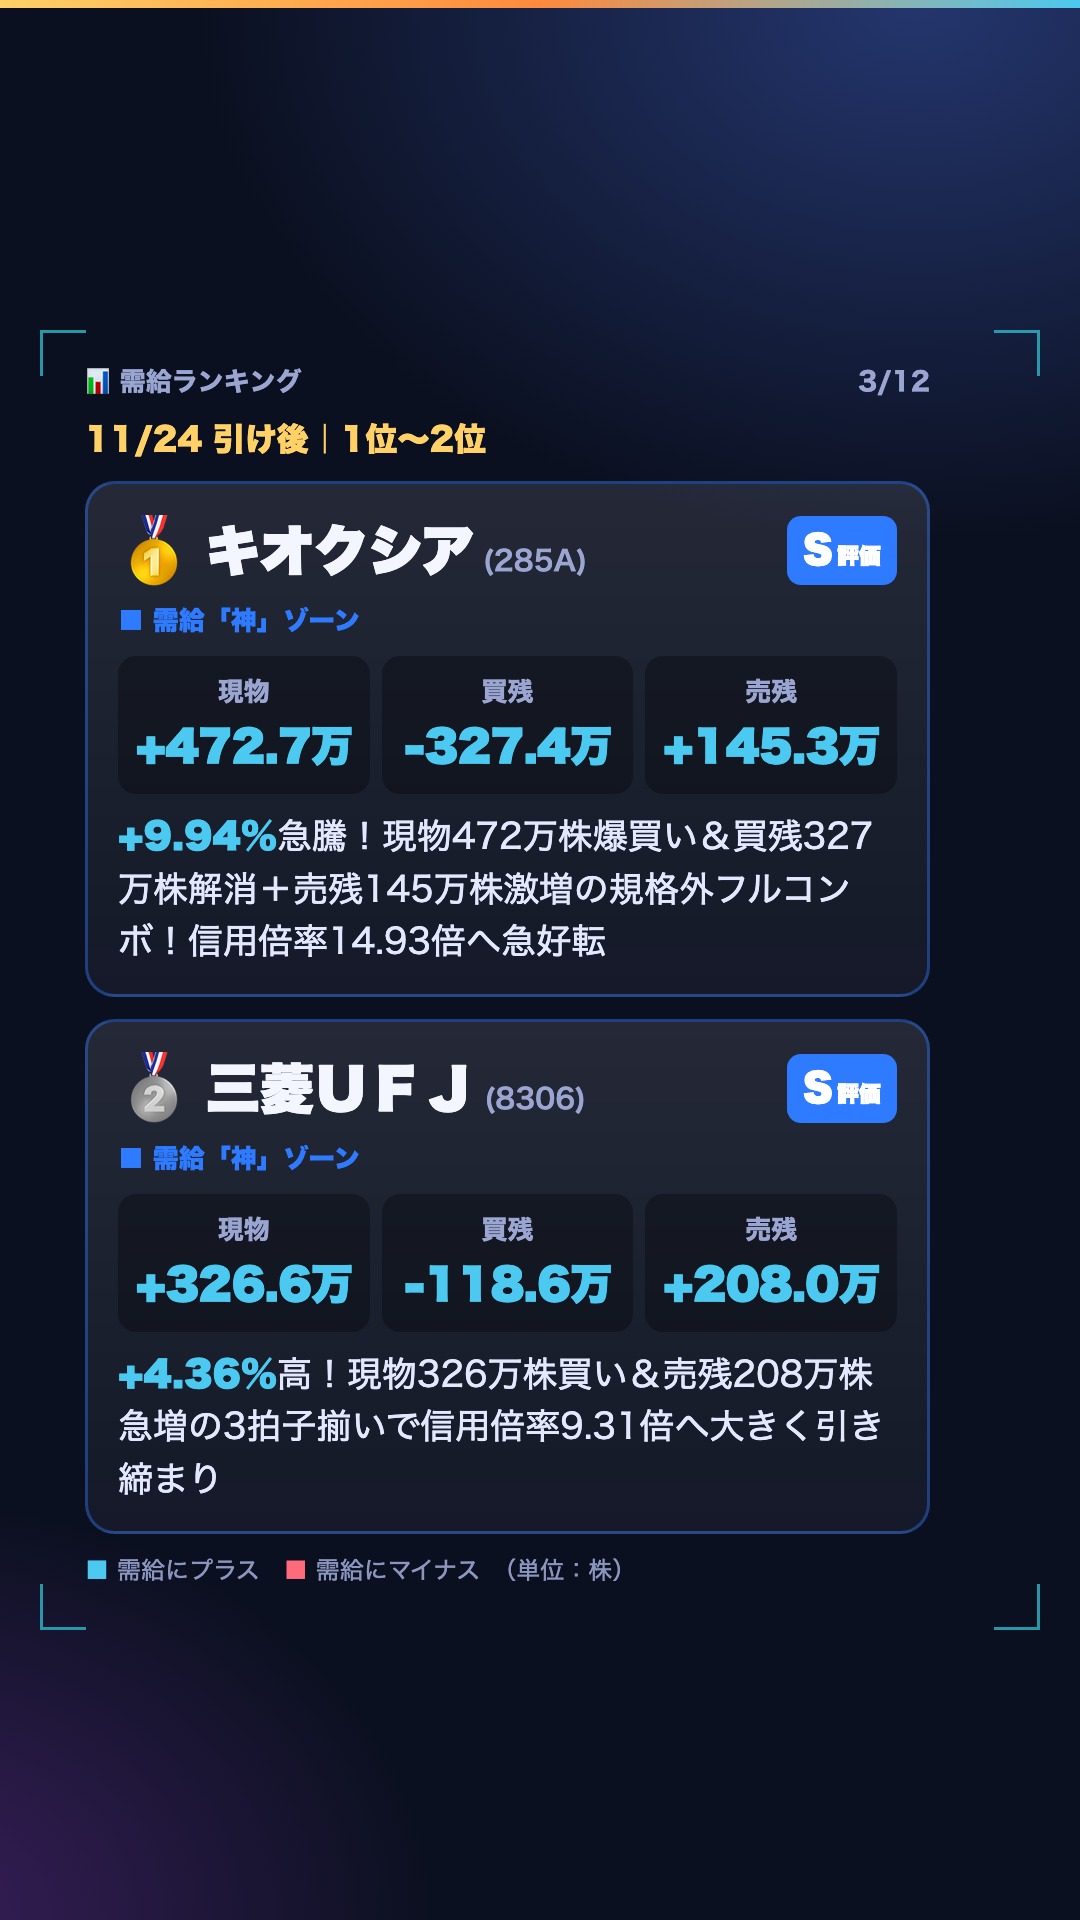 📊 需給ランキング 3/12
11/24 引け後｜1位〜2位
1 キオクシア (285A) S評価
■ 需給「神」ゾーン
現物 買残 売残
+472.7万 -327.4万 +145.3万
+9.94%急騰！現物472万株爆買い＆買残327
万株解消＋売残145万株激増の規格外フルコン
ボ！信用倍率14.93倍へ急好転
2 三菱ＵＦＪ (8306) S評価
■ 需給「神」ゾーン
現物 買残 売残
+326.6万 -118.6万 +208.0万
+4.36%高！現物326万株買い＆売残208万株
急増の3拍子揃いで信用倍率9.31倍へ大きく引き
締まり
■ 需給にプラス ■ 需給にマイナス （単位：株）